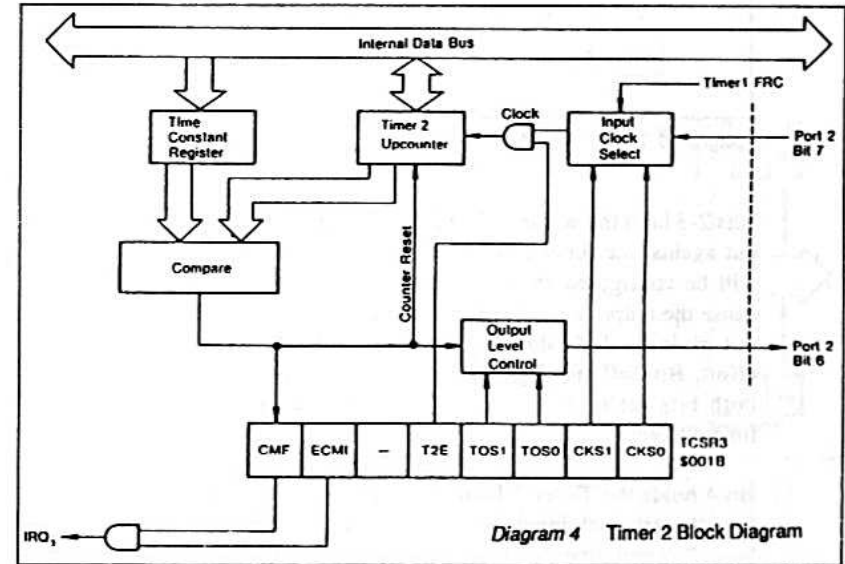 Internal Data Bus
Timer1 FRC
Time
Constant
Register
Timer 2
Upcounter
Clock
Input
Clock
Select
Port 2
Bit 7
Compare
Counter Reset
Output
Level
Control
Port 2
Bit 6
CMF
ECMI
–
T2E
TOS1
TOS0
CKS1
CKS0
TCSR3
$001B
IRQ3
Diagram 4 Timer 2 Block Diagram